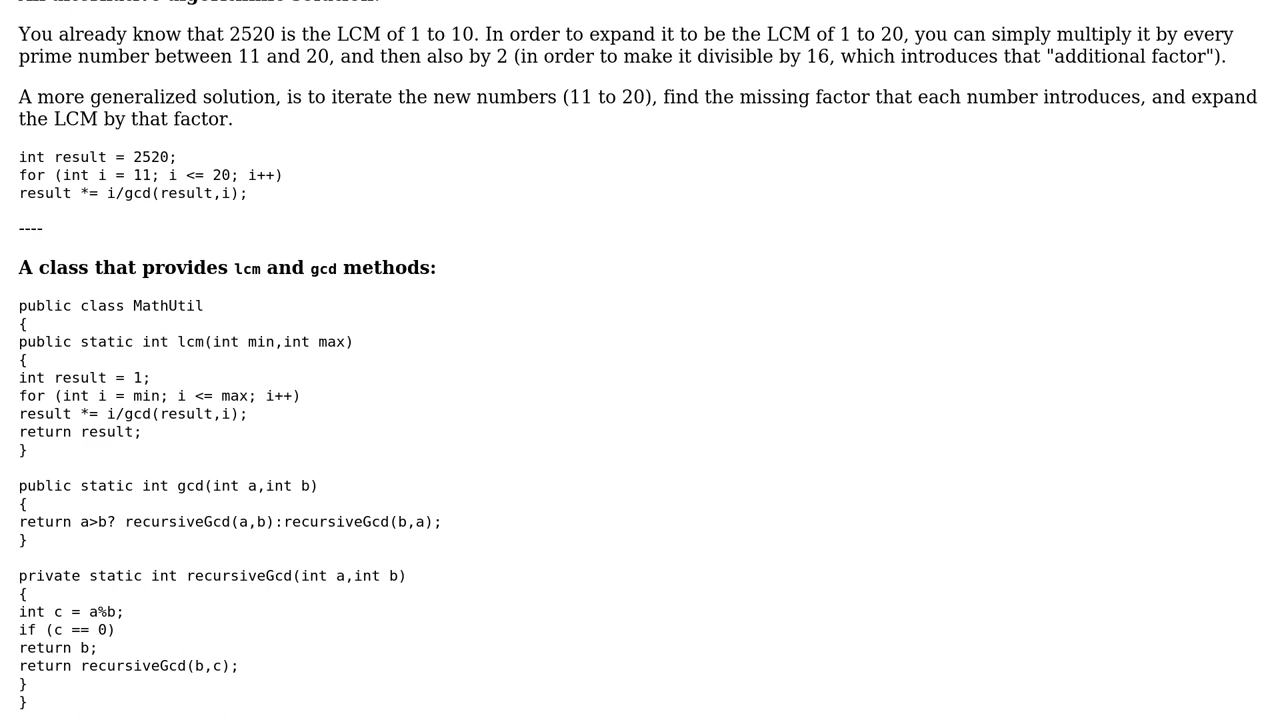 You already know that 2520 is the LCM of 1 to 10. In order to expand it to be the LCM of 1 to 20, you can simply multiply it by every
prime number between 11 and 20, and then also by 2 (in order to make it divisible by 16, which introduces that "additional factor").
A more generalized solution, is to iterate the new numbers (11 to 20), find the missing factor that each number introduces, and expand
the LCM by that factor.
int result = 2520;
for (int i = 11; i <= 20; i++)
result *= i/gcd(result,i);
----
A class that provides lcm and gcd methods:
public class MathUtil
{
public static int lcm(int min,int max)
{
int result = 1;
for (int i = min; i <= max; i++)
result *= i/gcd(result,i);
return result;
}
public static int gcd(int a,int b)
{
return a>b? recursiveGcd(a,b):recursiveGcd(b,a);
}
private static int recursiveGcd(int a,int b)
{
int c = a%b;
if (c == 0)
return b;
return recursiveGcd(b,c);
}
}